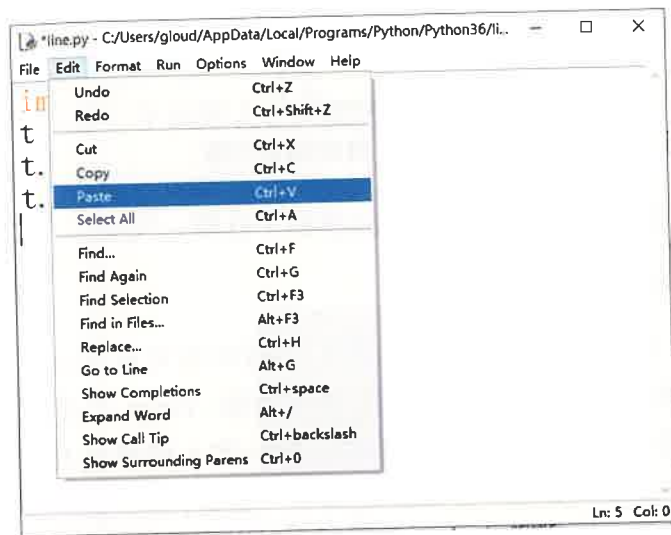 *line.py - C:/Users/gloud/AppData/Local/Programs/Python/Python36/li..
File Edit Format Run Options Window Help
Undo Ctrl+Z
Redo Ctrl+Shift+Z
Cut Ctrl+X
Copy Ctrl+C
Paste Ctrl+V
Select All Ctrl+A
Find... Ctrl+F
Find Again Ctrl+G
Find Selection Ctrl+F3
Find in Files... Alt+F3
Replace... Ctrl+H
Go to Line Alt+G
Show Completions Ctrl+space
Expand Word Alt+/
Show Call Tip Ctrl+backslash
Show Surrounding Parens Ctrl+0
im
t
t.
t.
Ln: 5 Col: 0